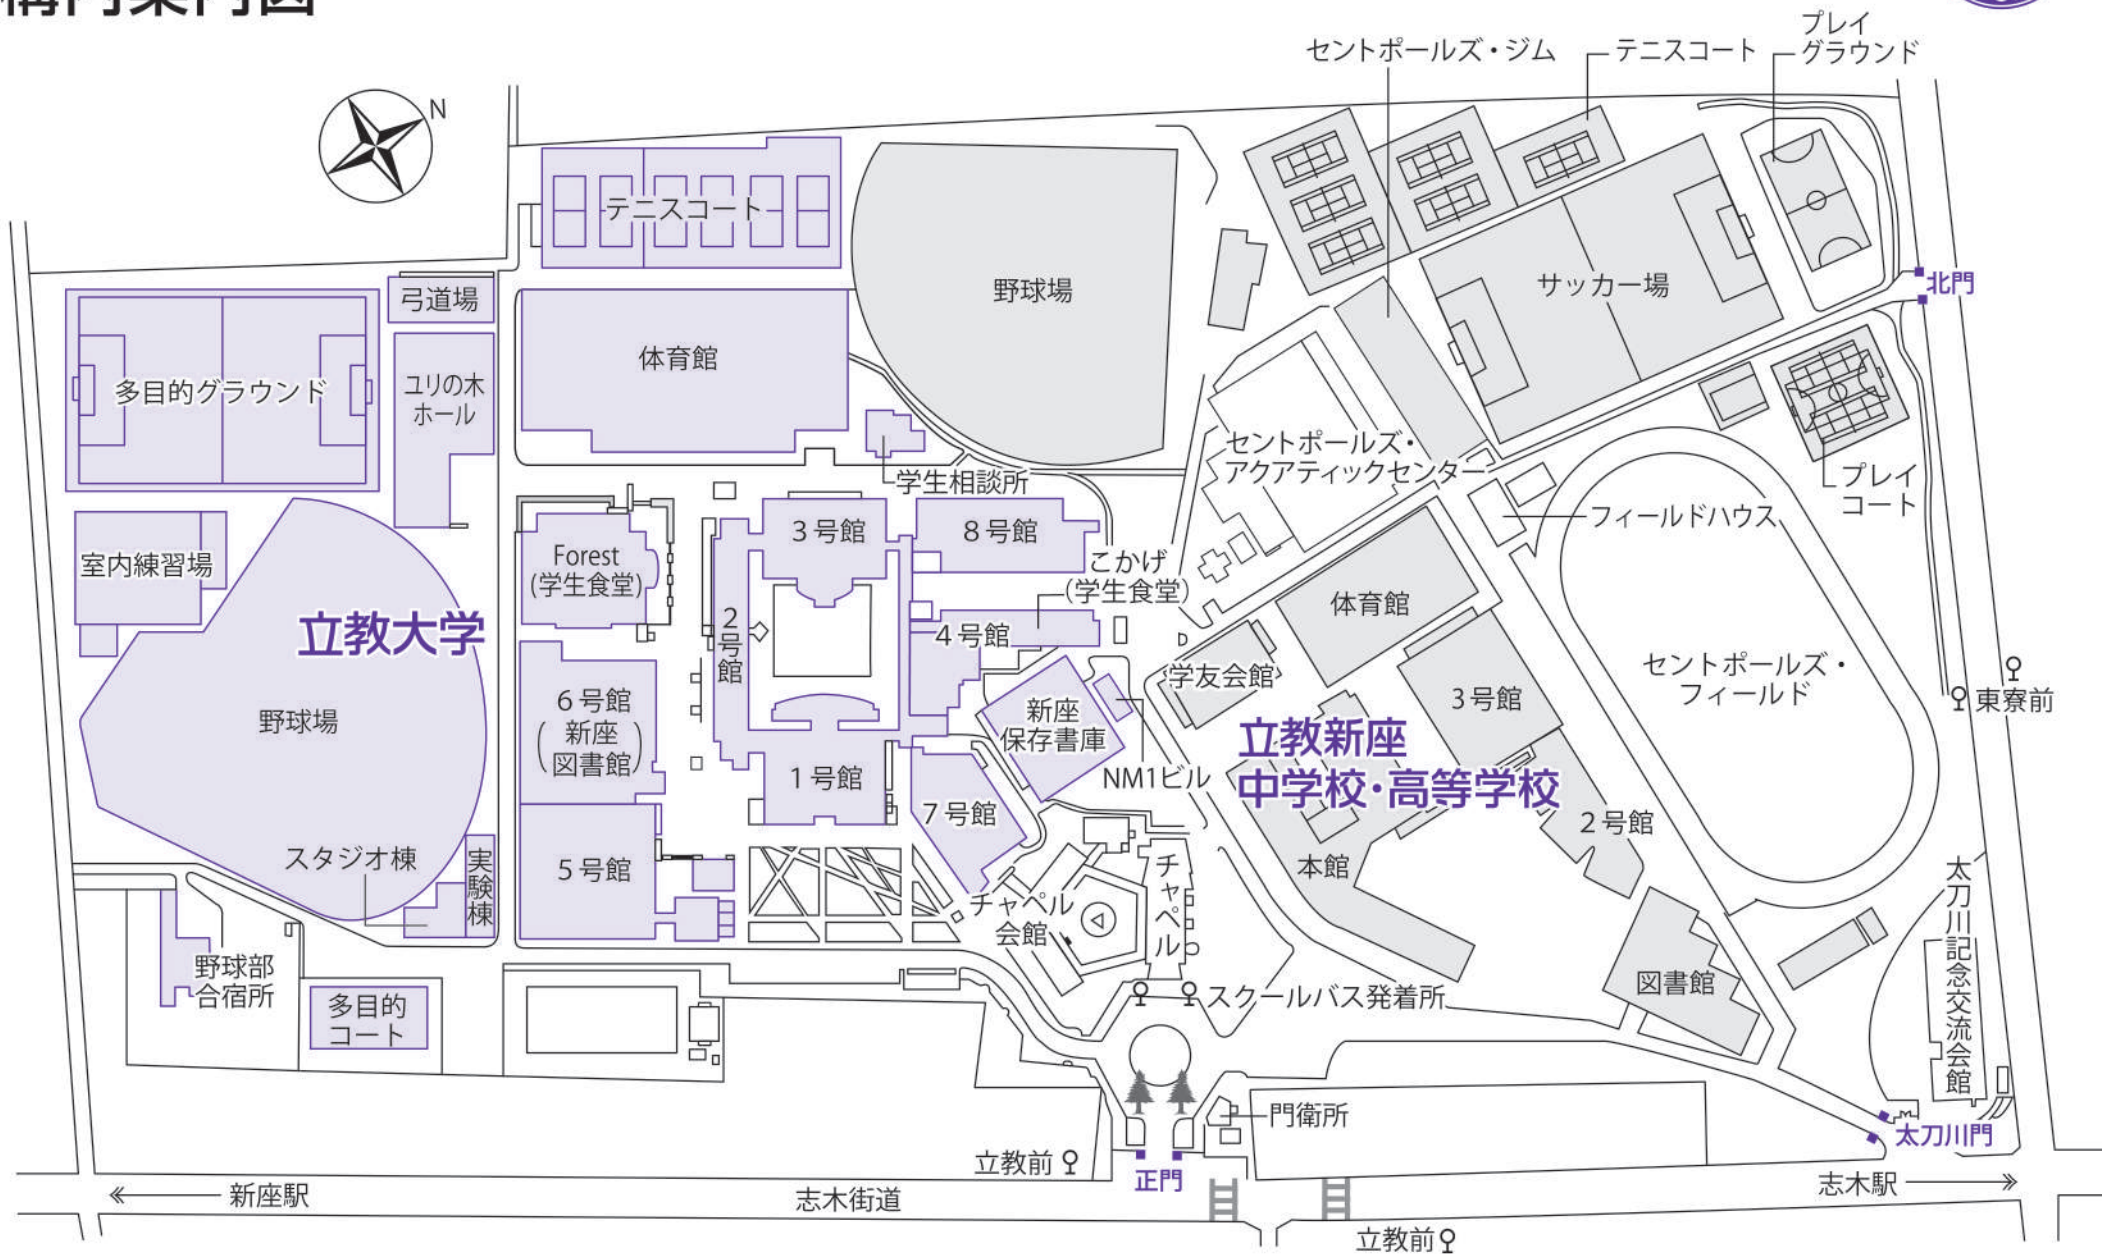 構内案内図
プレイ
グラウンド
セントポールズ・ジム
テニスコート
N
テニスコート
野球場
サッカー場
北門
弓道場
体育館
多目的グラウンド
ユリの木
ホール
セントポールズ・
アクアティックセンター
学生相談所
プレイ
コート
フィールドハウス
3号館
8号館
Forest
(学生食堂)
室内練習場
こかげ
(学生食堂)
体育館
立教大学
2号館
4号館
学友会館
セントポールズ・
フィールド
3号館
東寮前
6号館
(新座
図書館)
野球場
新座
保存書庫
立教新座
中学校・高等学校
1号館
NM1ビル
7号館
2号館
スタジオ棟
実験棟
5号館
チャペル
本館
太刀川記念交流会館
チャペル
会館
野球部
合宿所
多目的
コート
スクールバス発着所
図書館
門衛所
太刀川門
立教前
正門
新座駅
志木街道
志木駅
立教前